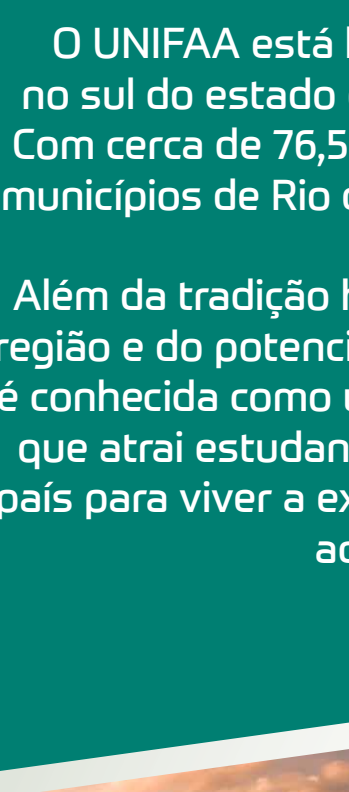 O UNIFAA está
no sul do estado
Com cerca de 76,5
municípios de Rio
Além da tradição
região e do potenci
é conhecida como
que atrai estudan
país para viver a ex